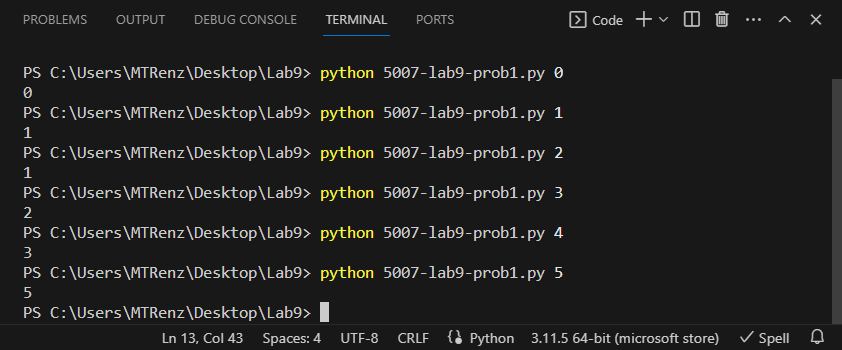 PROBLEMS OUTPUT DEBUG CONSOLE TERMINAL PORTS Code
PS C:\Users\MTRenz\Desktop\Lab9> python 5007-lab9-prob1.py 0
0
PS C:\Users\MTRenz\Desktop\Lab9> python 5007-lab9-prob1.py 1
1
PS C:\Users\MTRenz\Desktop\Lab9> python 5007-lab9-prob1.py 2
1
PS C:\Users\MTRenz\Desktop\Lab9> python 5007-lab9-prob1.py 3
2
PS C:\Users\MTRenz\Desktop\Lab9> python 5007-lab9-prob1.py 4
3
PS C:\Users\MTRenz\Desktop\Lab9> python 5007-lab9-prob1.py 5
5
PS C:\Users\MTRenz\Desktop\Lab9>
Ln 13, Col 43 Spaces: 4 UTF-8 CRLF Python 3.11.5 64-bit (microsoft store) Spell